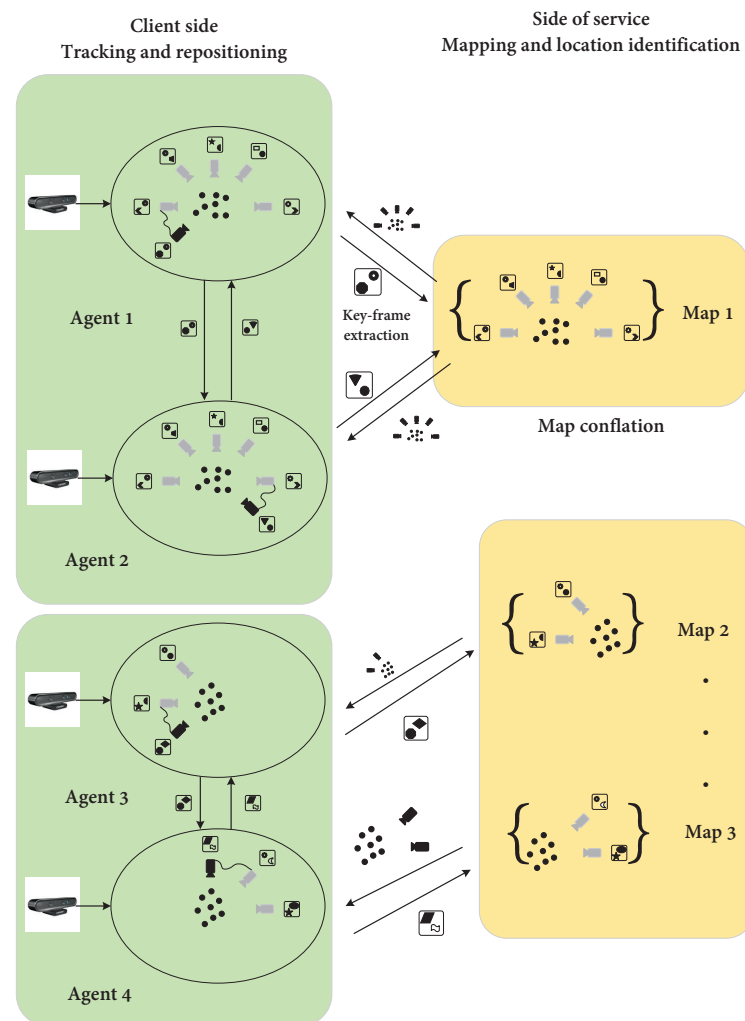 Client side
Tracking and repositioning
Side of service
Mapping and location identification
Agent 1
Key-frame
extraction
Map 1
Map conflation
Agent 2
Map 2
Agent 3
Map 3
Agent 4